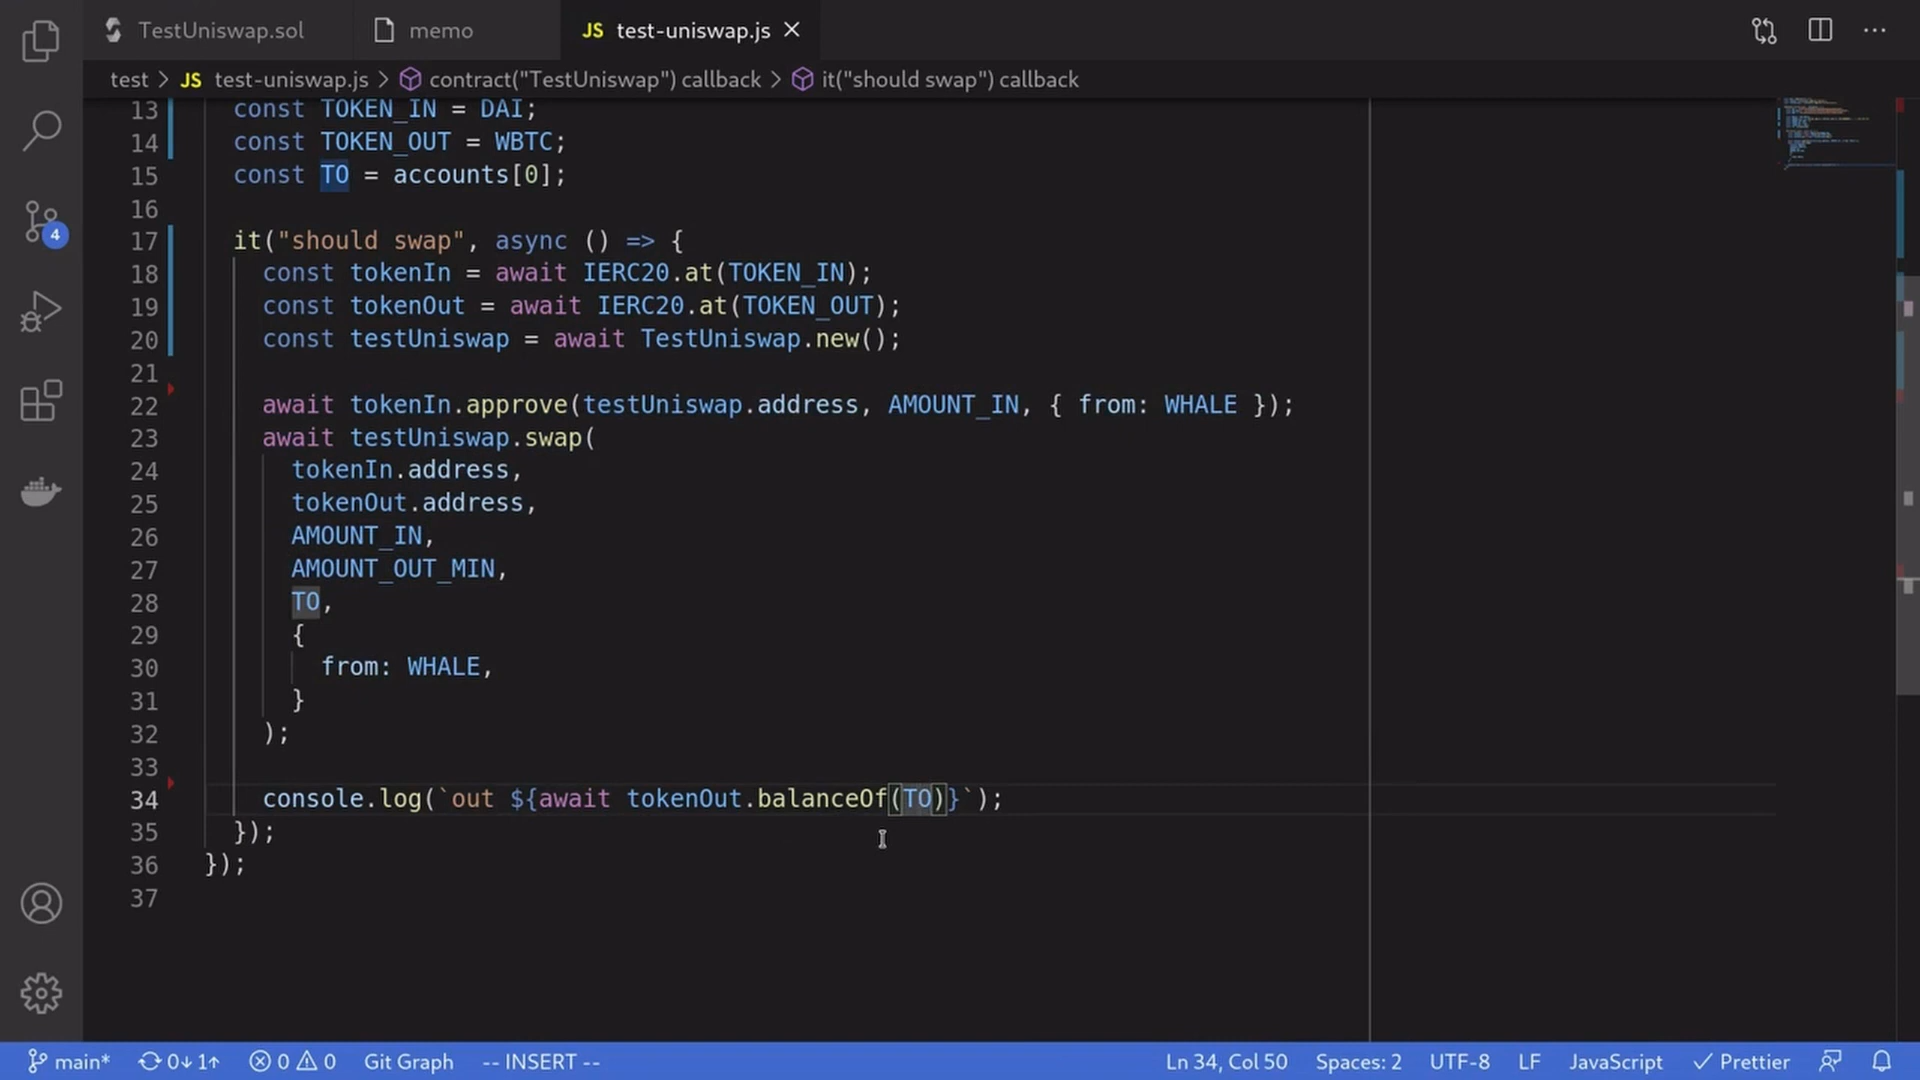 TestUniswap.sol memo JS test-uniswap.js
test > JS test-uniswap.js > contract("TestUniswap") callback > it("should swap") callback
13 const TOKEN_IN = DAI;
14 const TOKEN_OUT = WBTC;
15 const TO = accounts[0];
16
17 it("should swap", async () => {
18 const tokenIn = await IERC20.at(TOKEN_IN);
19 const tokenOut = await IERC20.at(TOKEN_OUT);
20 const testUniswap = await TestUniswap.new();
21
22 await tokenIn.approve(testUniswap.address, AMOUNT_IN, { from: WHALE });
23 await testUniswap.swap(
24 tokenIn.address,
25 tokenOut.address,
26 AMOUNT_IN,
27 AMOUNT_OUT_MIN,
28 TO,
29 {
30 from: WHALE,
31 }
32 );
33
34 console.log(`out ${await tokenOut.balanceOf(TO)}`);
35 });
36 });
37
4
main* 0↓ 1↑ 0 0 Git Graph -- INSERT -- Ln 34, Col 50 Spaces: 2 UTF-8 LF JavaScript Prettier